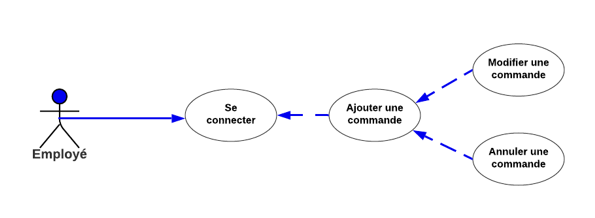 Employé
Se
connecter
Ajouter une
commande
Modifier une
commande
Annuler une
commande